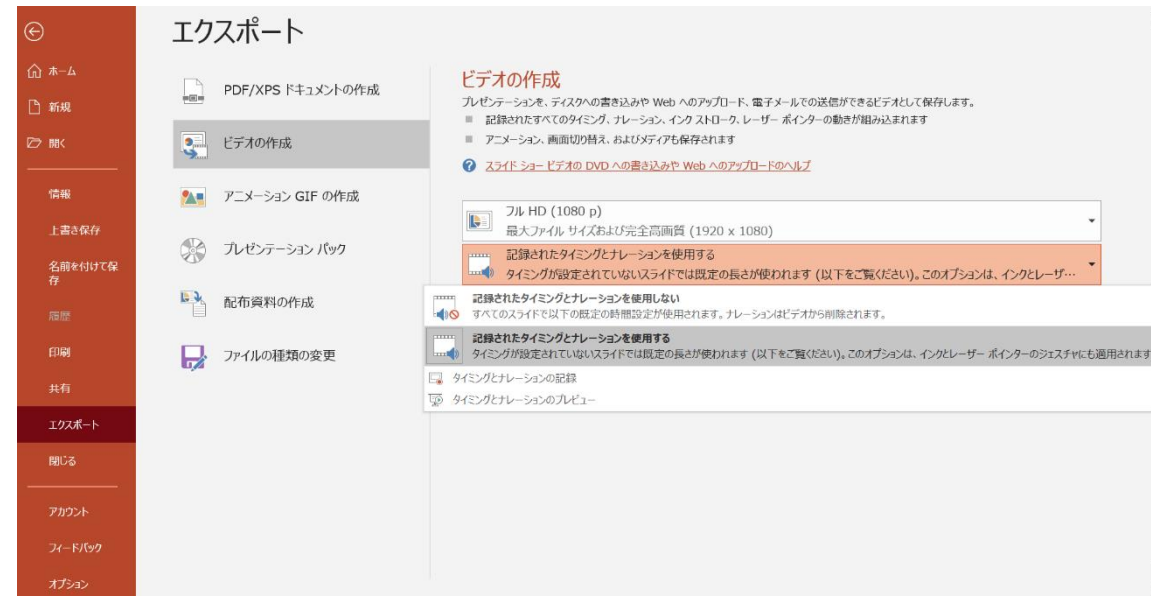 エクスポート
ホーム
新規
開く
情報
上書き保存
名前を付けて保
存
履歴
印刷
共有
エクスポート
閉じる
アカウント
フィードバック
オプション
PDF/XPS ドキュメントの作成
ビデオの作成
アニメーション GIF の作成
プレゼンテーション パック
配布資料の作成
ファイルの種類の変更
ビデオの作成
プレゼンテーションを、ディスクへの書き込みや Web へのアップロード、電子メールでの送信ができるビデオとして保存します。
記録されたすべてのタイミング、ナレーション、インク ストローク、レーザー ポインターの動きが組み込まれます
アニメーション、画面切り替え、およびメディアも保存されます
スライド ショー ビデオの DVD への書き込みや Web へのアップロードのヘルプ
フル HD (1080 p)
最大ファイル サイズおよび完全高画質 (1920 x 1080)
記録されたタイミングとナレーションを使用する
タイミングが設定されていないスライドでは既定の長さが使われます (以下をご覧ください)。このオプションは、インクとレーザ…
記録されたタイミングとナレーションを使用しない
すべてのスライドで以下の既定の時間設定が使用されます。ナレーションはビデオから削除されます。
記録されたタイミングとナレーションを使用する
タイミングが設定されていないスライドでは既定の長さが使われます (以下をご覧ください)。このオプションは、インクとレーザー ポインターのジェスチャにも適用されます
タイミングとナレーションの記録
タイミングとナレーションのプレビュー